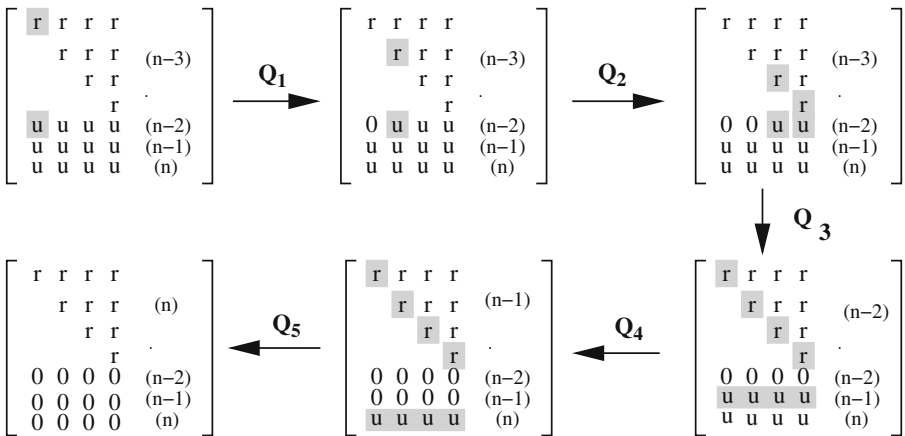 r r r r
r r r (n−3)
r r .
r
u u u u (n−2)
u u u u (n−1)
u u u u (n)
Q1
r r r r
r r r (n−3)
r r .
r
0 u u u (n−2)
u u u u (n−1)
u u u u (n)
Q2
r r r r
r r r (n−3)
r r .
r
0 0 u u (n−2)
u u u u (n−1)
u u u u (n)
Q 3
r r r r
r r r (n−2)
r r .
r
0 0 0 0 (n−2)
u u u u (n−1)
u u u u (n)
Q4
r r r r
r r r (n−1)
r r .
r
0 0 0 0 (n−2)
0 0 0 0 (n−1)
u u u u (n)
Q5
r r r r
r r r (n)
r r .
r
0 0 0 0 (n−2)
0 0 0 0 (n−1)
0 0 0 0 (n)